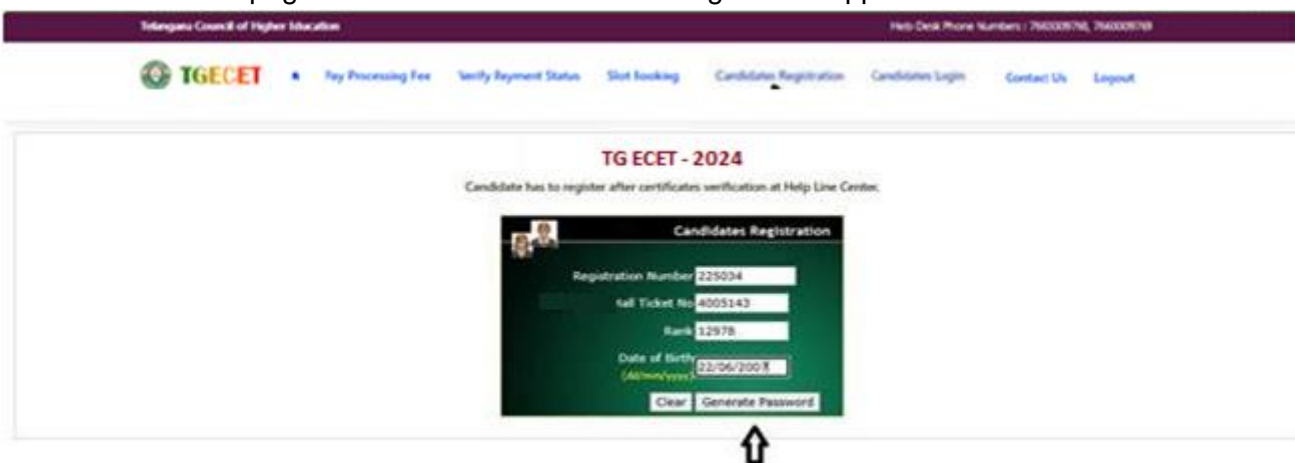 Telangana Council of Higher Education
Help Desk Phone Numbers : 7660009768, 7660009769
TGECET
Pay Processing Fee
Verify Payment Status
Slot Booking
Candidates Registration
Candidates Login
Contact Us
Logout
TG ECET - 2024
Candidate has to register after certificates verification at Help Line Center.
Candidates Registration
Registration Number 225034
Hall Ticket No 4005143
Rank 12978
Date of Birth 22/06/200
(dd/mm/yyyy)
Clear Generate Password